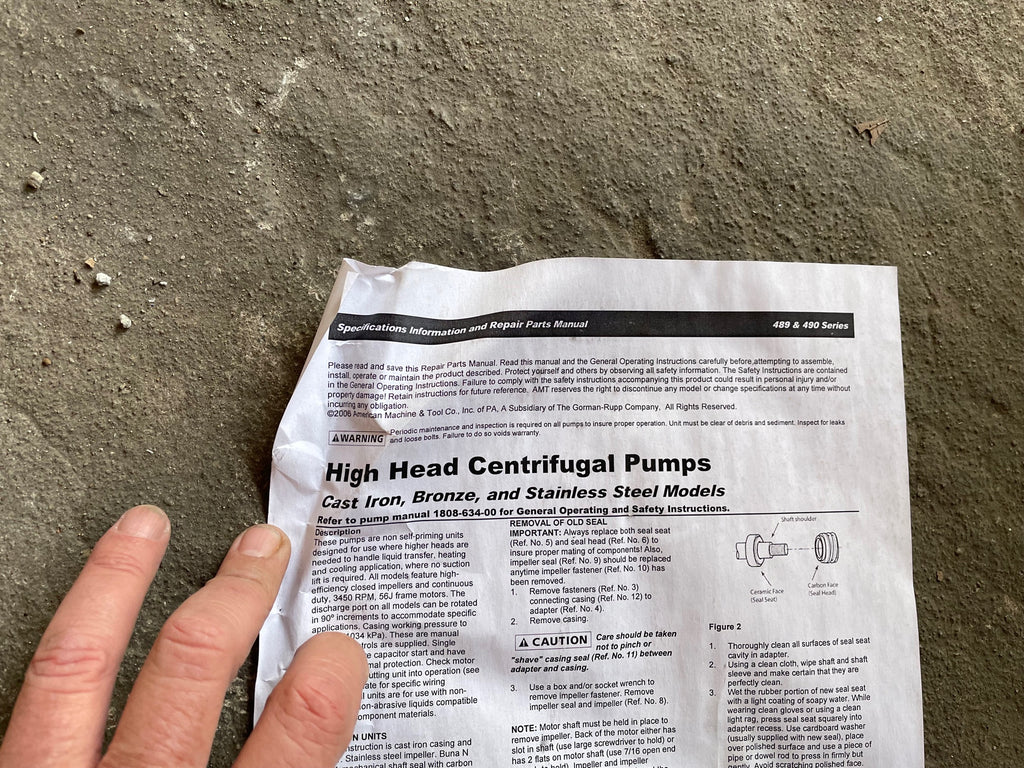 Specifications Information and Repair Parts Manual 489 & 490 Series
Please read and save this Repair Parts Manual. Read this manual and the General Operating Instructions carefully before attempting to assemble,
install, operate or maintain the product described. Protect yourself and others by observing all safety information. The Safety Instructions are contained
in the General Operating Instructions. Failure to comply with the safety instructions accompanying this product could result in personal injury and/or
property damage! Retain instructions for future reference. AMT reserves the right to discontinue any model or change specifications at any time without
incurring any obligation.
©2006 American Machine & Tool Co., Inc. of PA, A Subsidiary of The Gorman-Rupp Company, All Rights Reserved.
WARNING
Periodic maintenance and inspection is required on all pumps to insure proper operation. Unit must be clear of debris and sediment. Inspect for leaks
and loose bolts. Failure to do so voids warranty.
High Head Centrifugal Pumps
Cast Iron, Bronze, and Stainless Steel Models
Refer to pump manual 1808-634-00 for General Operating and Safety Instructions.
Description
These pumps are non self-priming units
designed for use where higher heads are
needed to handle liquid transfer, heating
and cooling application, where no suction
lift is required. All models feature high-
efficiency closed impellers and continuous
duty, 3450 RPM, 56J frame motors. The
discharge port on all models can be rotated
in 90º increments to accommodate specific
applications. Casing working pressure to
034 kPa). These are manual
rols are supplied. Single
e capacitor start and have
mal protection. Check motor
utting unit into operation (see
ate for specific wiring
l units are for use with non-
on-abrasive liquids compatible
omponent materials.
N UNITS
nstruction is cast iron casing and
Stainless steel impeller. Buna N
mechanical shaft seal with carbon
REMOVAL OF OLD SEAL
IMPORTANT: Always replace both seal seat
(Ref. No. 5) and seal head (Ref. No. 6) to
insure proper mating of components! Also,
impeller seal (Ref. No. 9) should be replaced
anytime impeller fastener (Ref. No. 10) has
been removed.
1. Remove fasteners (Ref. No. 3)
connecting casing (Ref. No. 12) to
adapter (Ref. No. 4).
2. Remove casing.
CAUTION Care should be taken
not to pinch or
"shave" casing seal (Ref. No. 11) between
adapter and casing.
3. Use a box and/or socket wrench to
remove impeller fastener. Remove
impeller seal and impeller (Ref. No. 8).
NOTE: Motor shaft must be held in place to
remove impeller. Back of the motor either has
slot in shaft (use large screwdriver to hold) or
has 2 flats on motor shaft (use 7/16 open end
to hold). Impeller and impeller
Shaft shoulder
Ceramic Face
(Seal Seat)
Carbon Face
(Seal Head)
Figure 2
1. Thoroughly clean all surfaces of seal seat
cavity in adapter.
2. Using a clean cloth, wipe shaft and shaft
sleeve and make certain that they are
perfectly clean.
3. Wet the rubber portion of new seal seat
with a light coating of soapy water. While
wearing clean gloves or using a clean
light rag, press seal seat squarely into
adapter recess. Use cardboard washer
(usually supplied with new seal), place
over polished surface and use a piece of
pipe or dowel rod to press in firmly but
gently. Avoid scratching polished face.